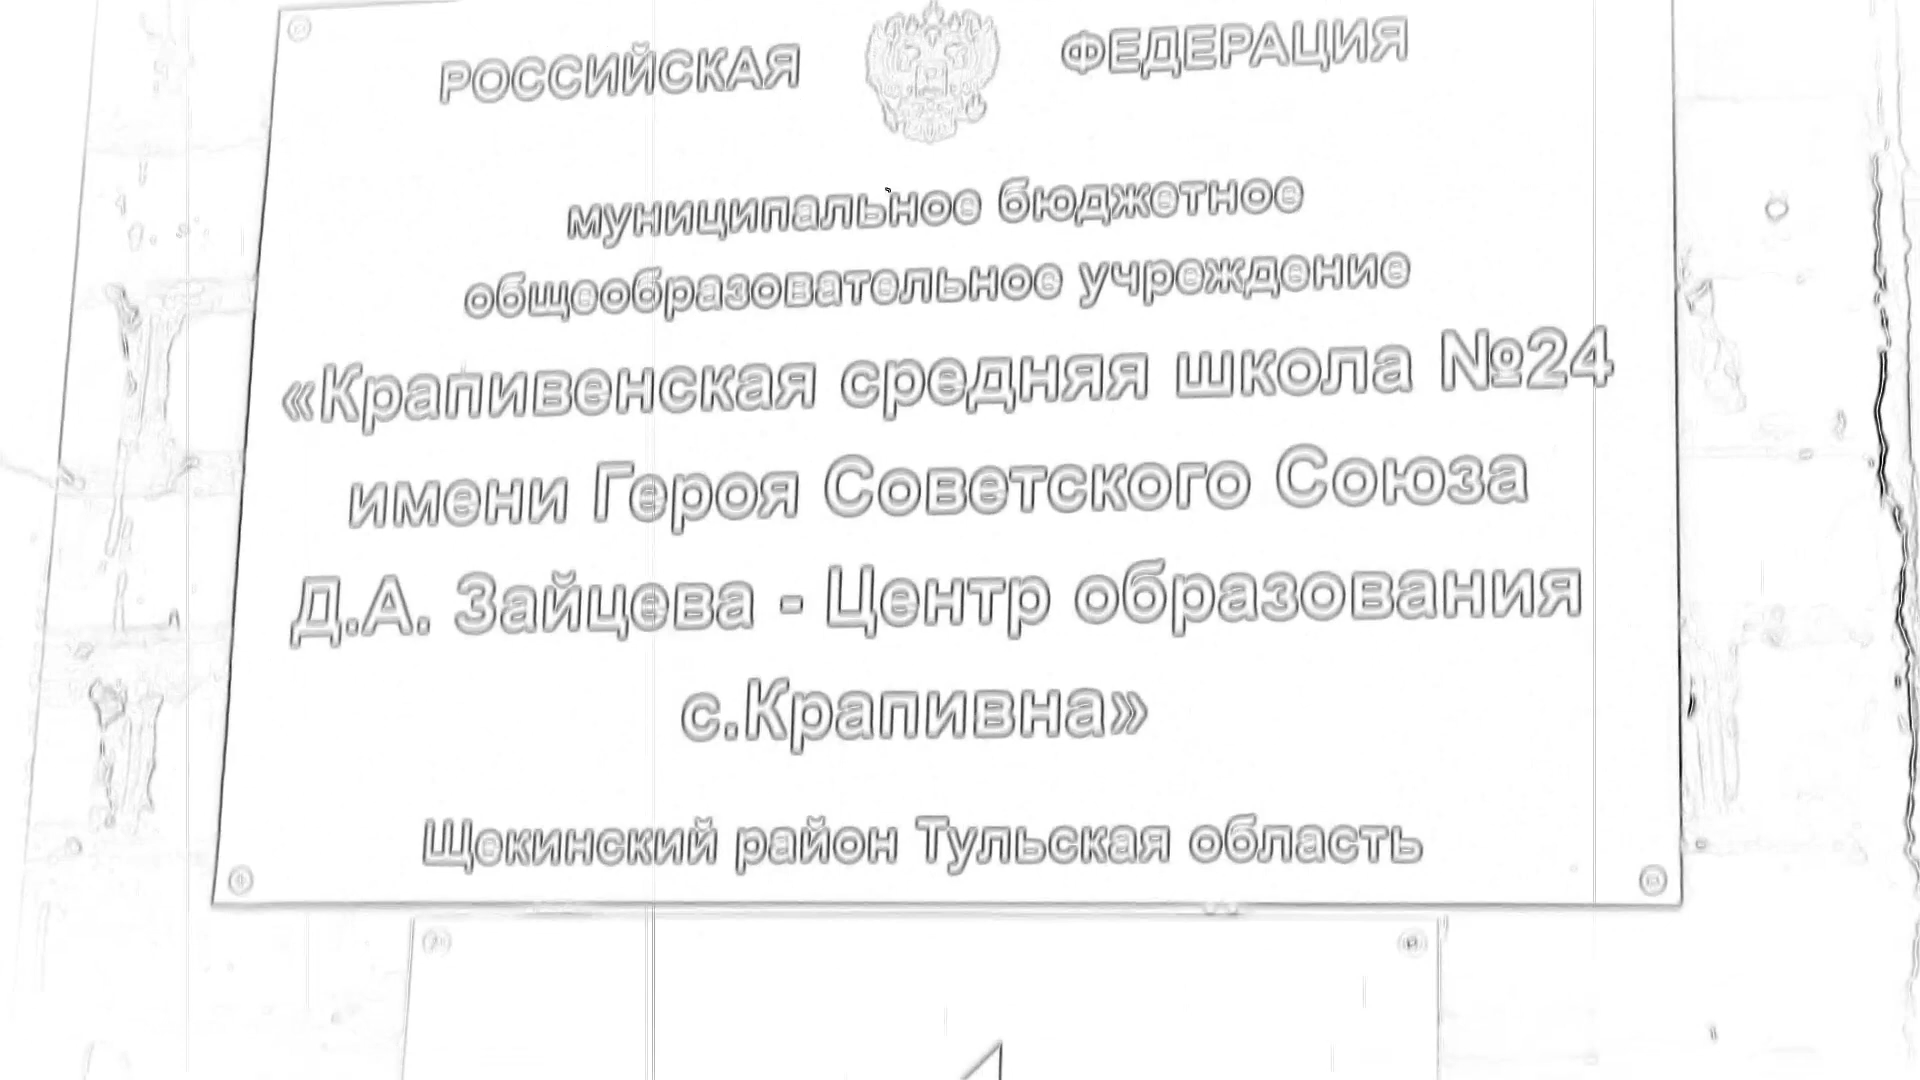 РОССИЙСКАЯ ФЕДЕРАЦИЯ
муниципальное бюджетное
общеобразовательное учреждение
«Крапивенская средняя школа №24
имени Героя Советского Союза
Д.А. Зайцева - Центр образования
с.Крапивна»
Щекинский район Тульская область